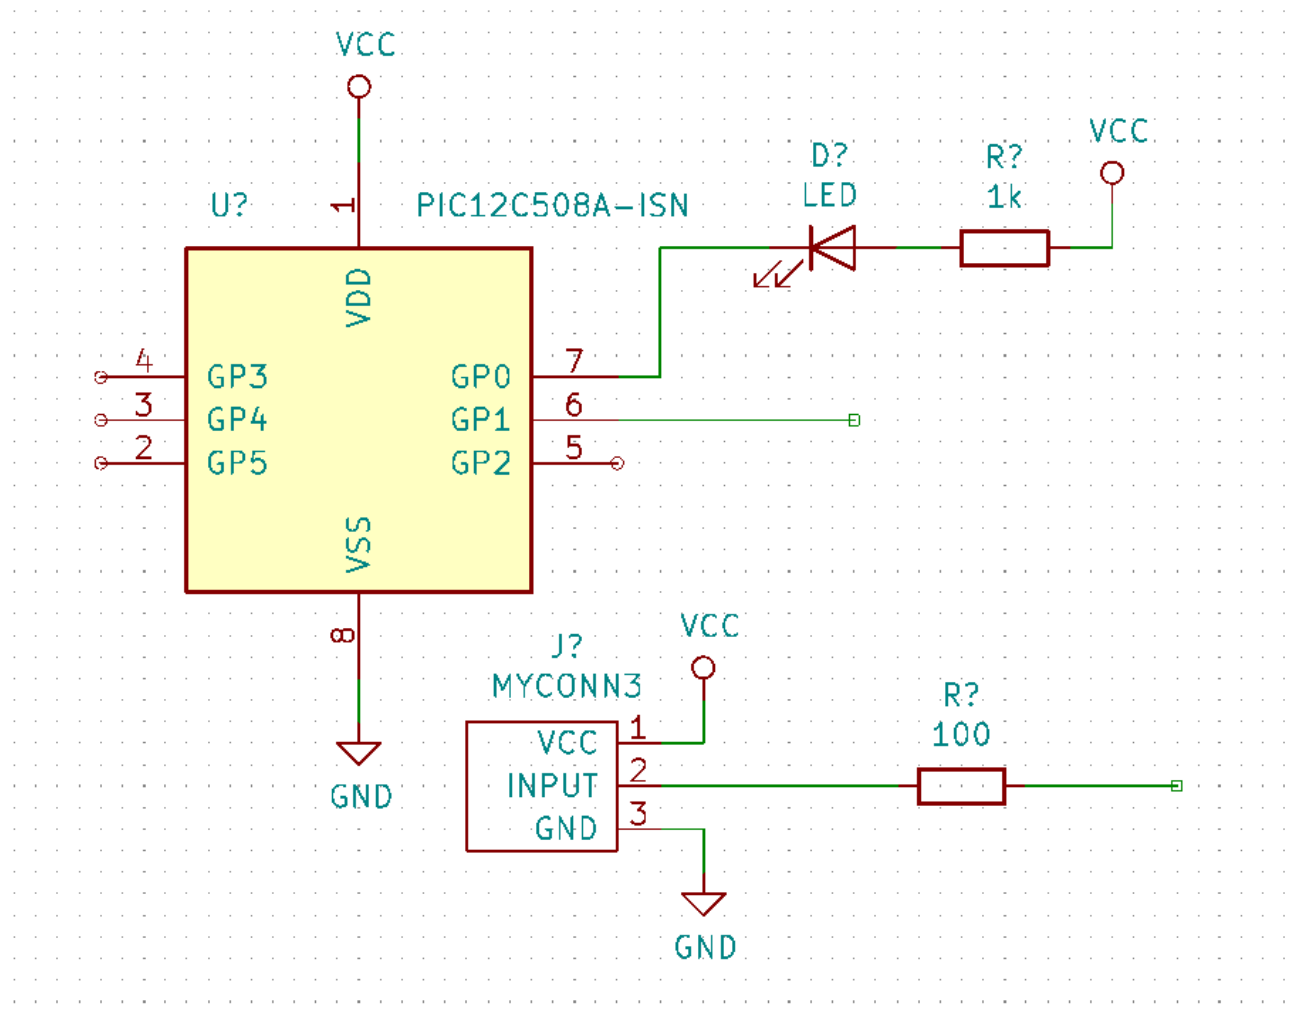 VCC
VCC
D?
R?
LED
1k
U?
1
PIC12C508A-ISN
VDD
4
GP3
GP0
7
3
GP4
GP1
6
2
GP5
GP2
5
VSS
8
VCC
J?
MYCONN3
R?
100
VCC
1
INPUT
2
GND
3
GND
GND